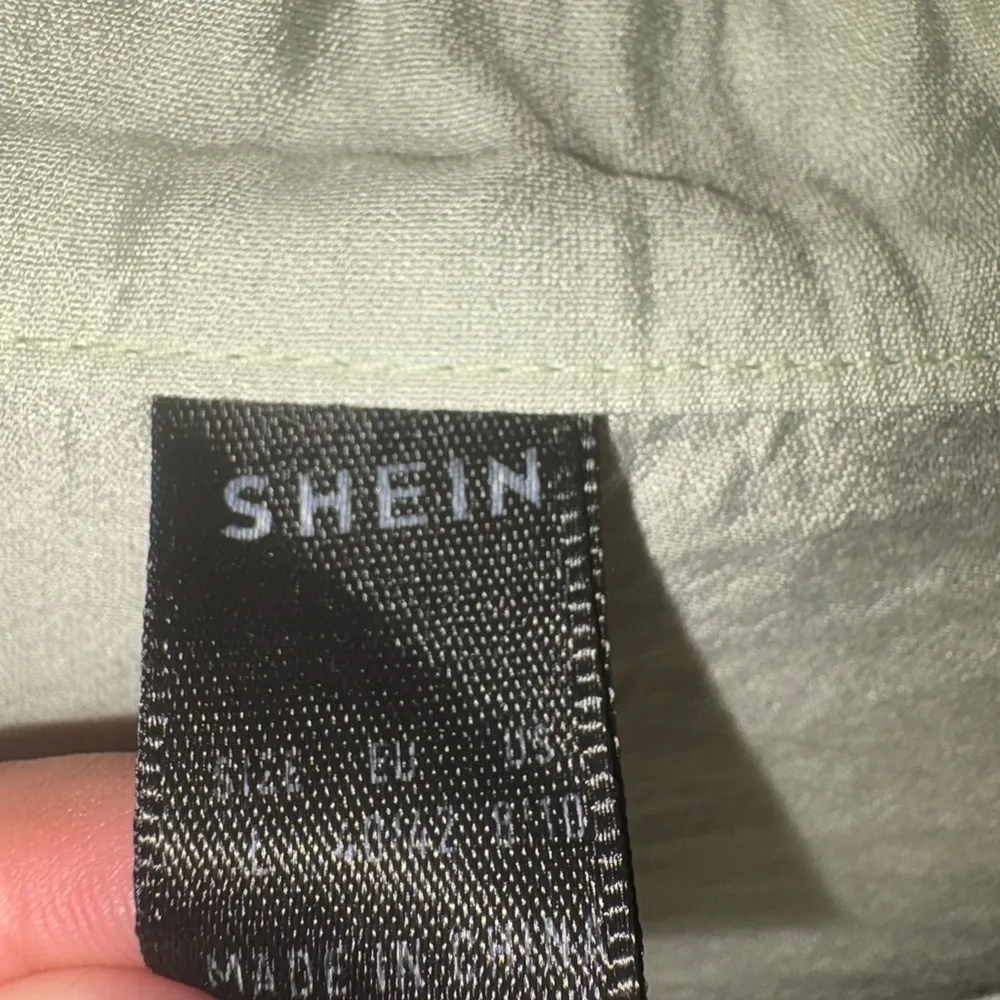 SHEIN
SIZE EU US
L 40/42 8/10
MADE IN CHINA